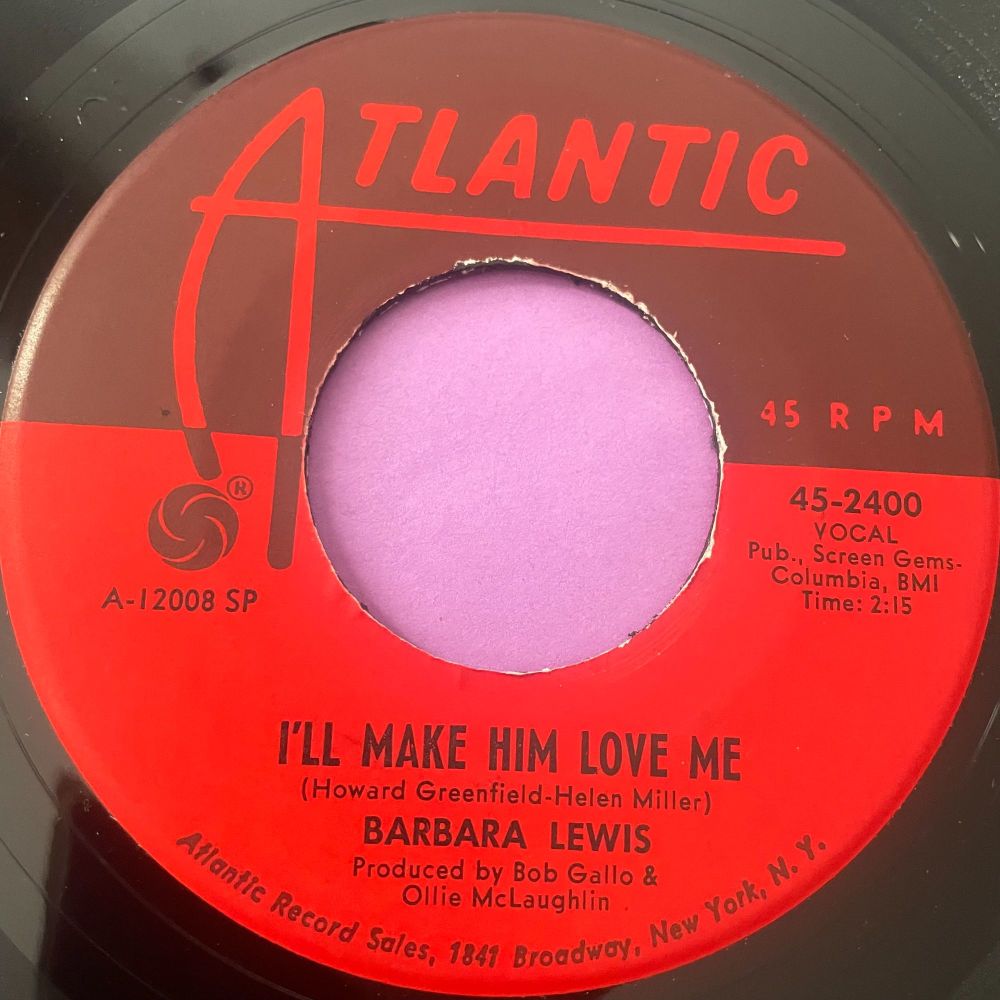 ATLANTIC
45 RPM
®
A-12008 SP
45-2400
VOCAL
Pub., Screen Gems-
Columbia, BMI
Time: 2:15
I'LL MAKE HIM LOVE ME
(Howard Greenfield-Helen Miller)
BARBARA LEWIS
Produced by Bob Gallo &
Ollie McLaughlin
Atlantic Record Sales, 1841 Broadway, New York, N. Y.